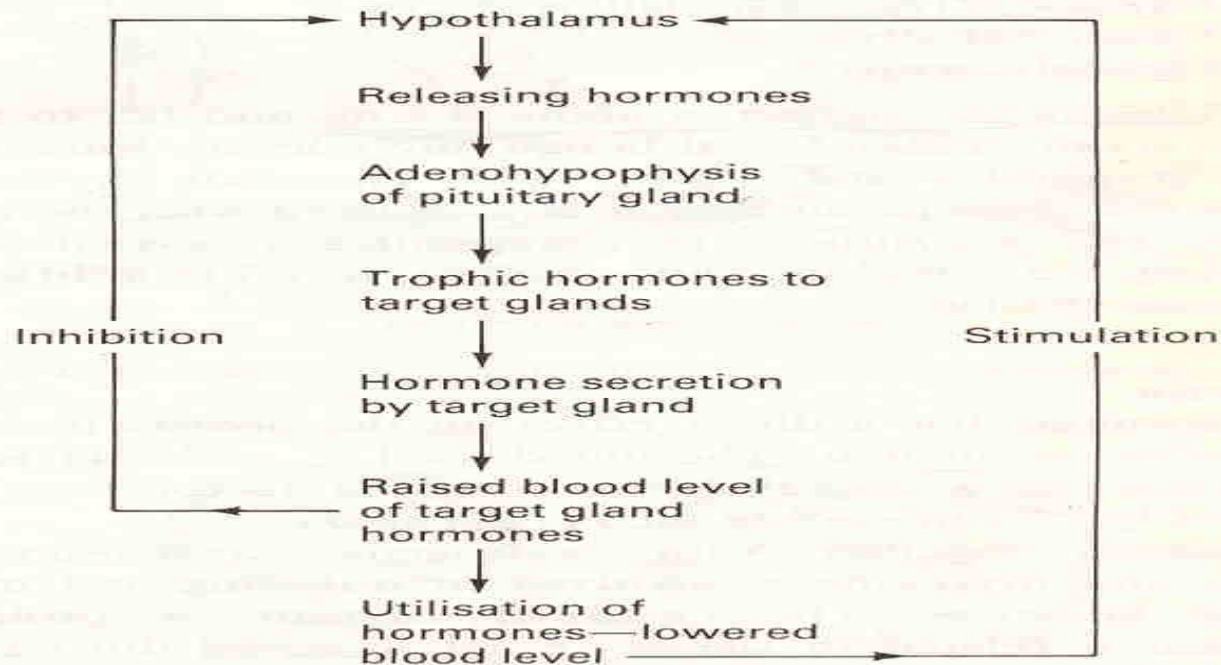 Hypothalamus
Releasing hormones
Adenohypophysis
of pituitary gland
Trophic hormones to
target glands
Inhibition
Stimulation
Hormone secretion
by target gland
Raised blood level
of target gland
hormones
Utilisation of
hormones—lowered
blood level